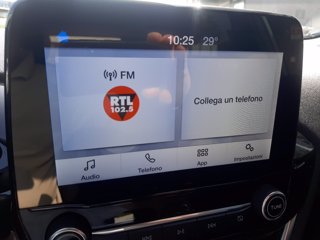 10:25 29°
FM
RTL
102.5
Collega un telefono
Audio
Telefono
App
Impostazioni
TUNE